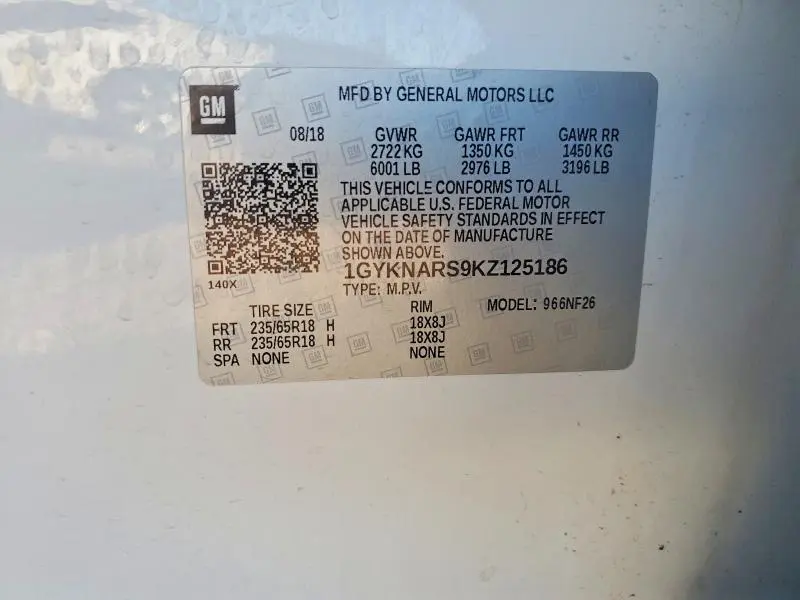 GM
MFD BY GENERAL MOTORS LLC
08/18 GVWR GAWR FRT GAWR RR
2722 KG 1350 KG 1450 KG
6001 LB 2976 LB 3196 LB
THIS VEHICLE CONFORMS TO ALL
APPLICABLE U.S. FEDERAL MOTOR
VEHICLE SAFETY STANDARDS IN EFFECT
ON THE DATE OF MANUFACTURE
SHOWN ABOVE.
1GYKNARS9KZ125186
140X
TYPE: M.P.V.
TIRE SIZE RIM MODEL: 966NF26
FRT 235/65R18 H 18X8J
RR 235/65R18 H 18X8J
SPA NONE NONE